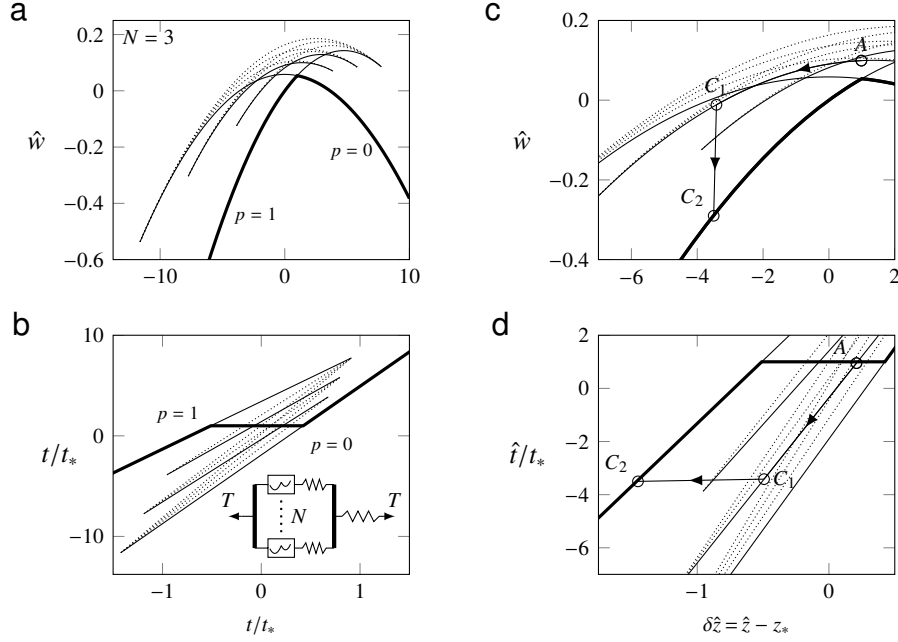 a
N = 3
0.2
0
−0.2
−0.4
−0.6
ŵ
p = 0
p = 1
−10
0
10
c
0.2
0
−0.2
−0.4
ŵ
A
C₁
C₂
−6
−4
−2
0
2
b
10
0
−10
t/t*
p = 1
p = 0
T
N
T
−1
0
1
t/t*
d
2
0
−2
−4
−6
t̂/t*
A
C₂
C₁
−1
0
δẑ = ẑ − z*